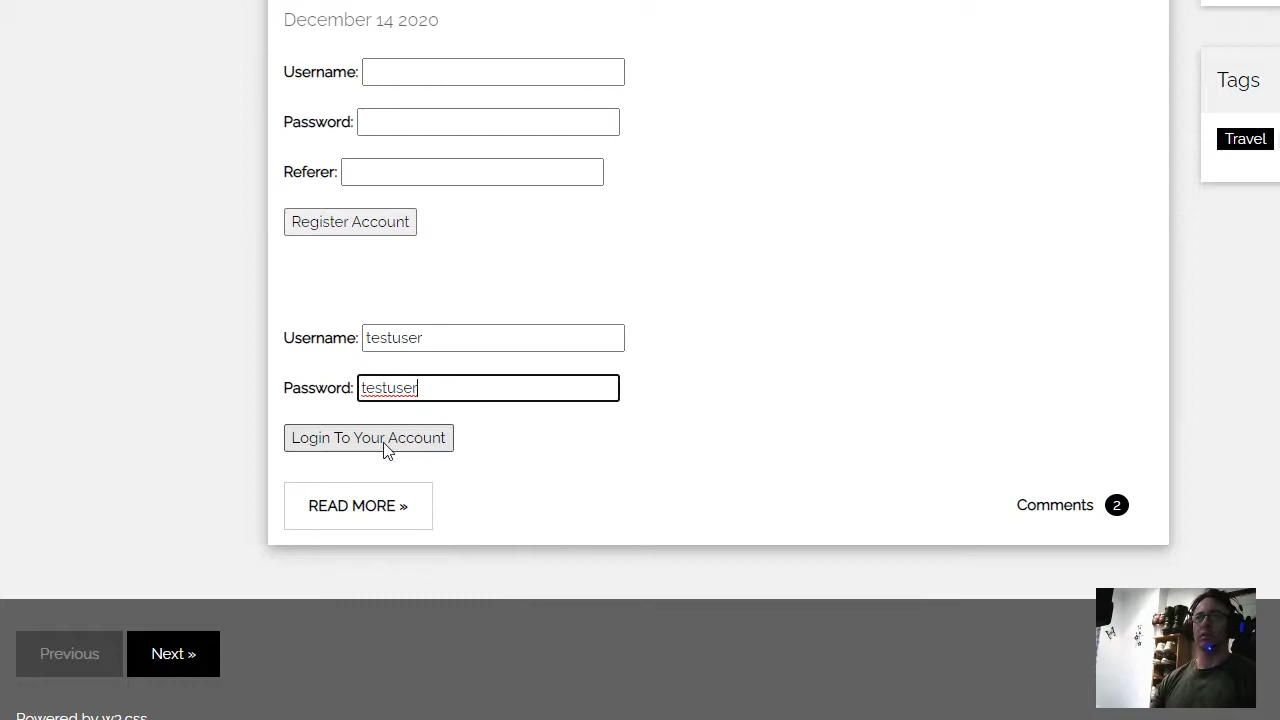 December 14 2020
Username:
Password:
Referer:
Register Account
Username: testuser
Password: testuser
Login To Your Account
READ MORE »
Comments 2
Tags
Travel
Previous
Next »
Powered by w3.css